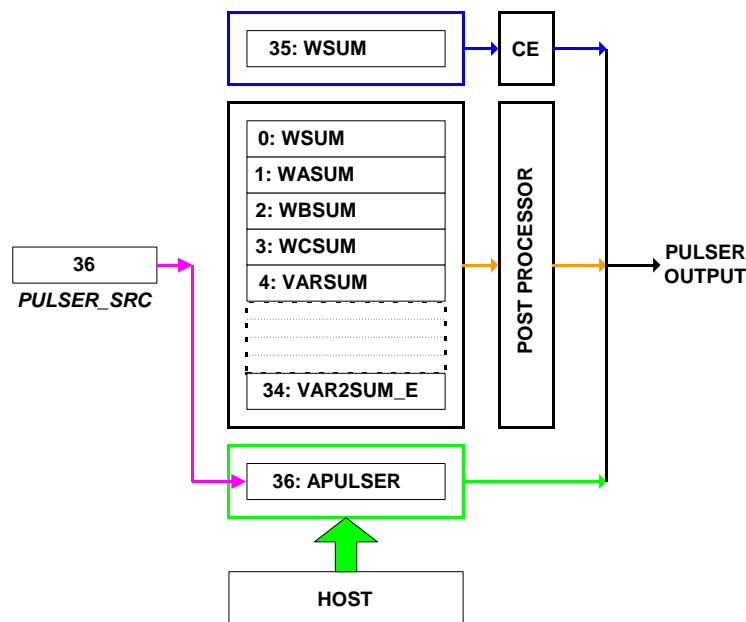 35: WSUM
CE
0: WSUM
1: WASUM
2: WBSUM
3: WCSUM
4: VARSUM
34: VAR2SUM_E
POST PROCESSOR
36
PULSER_SRC
PULSER
OUTPUT
36: APULSER
HOST